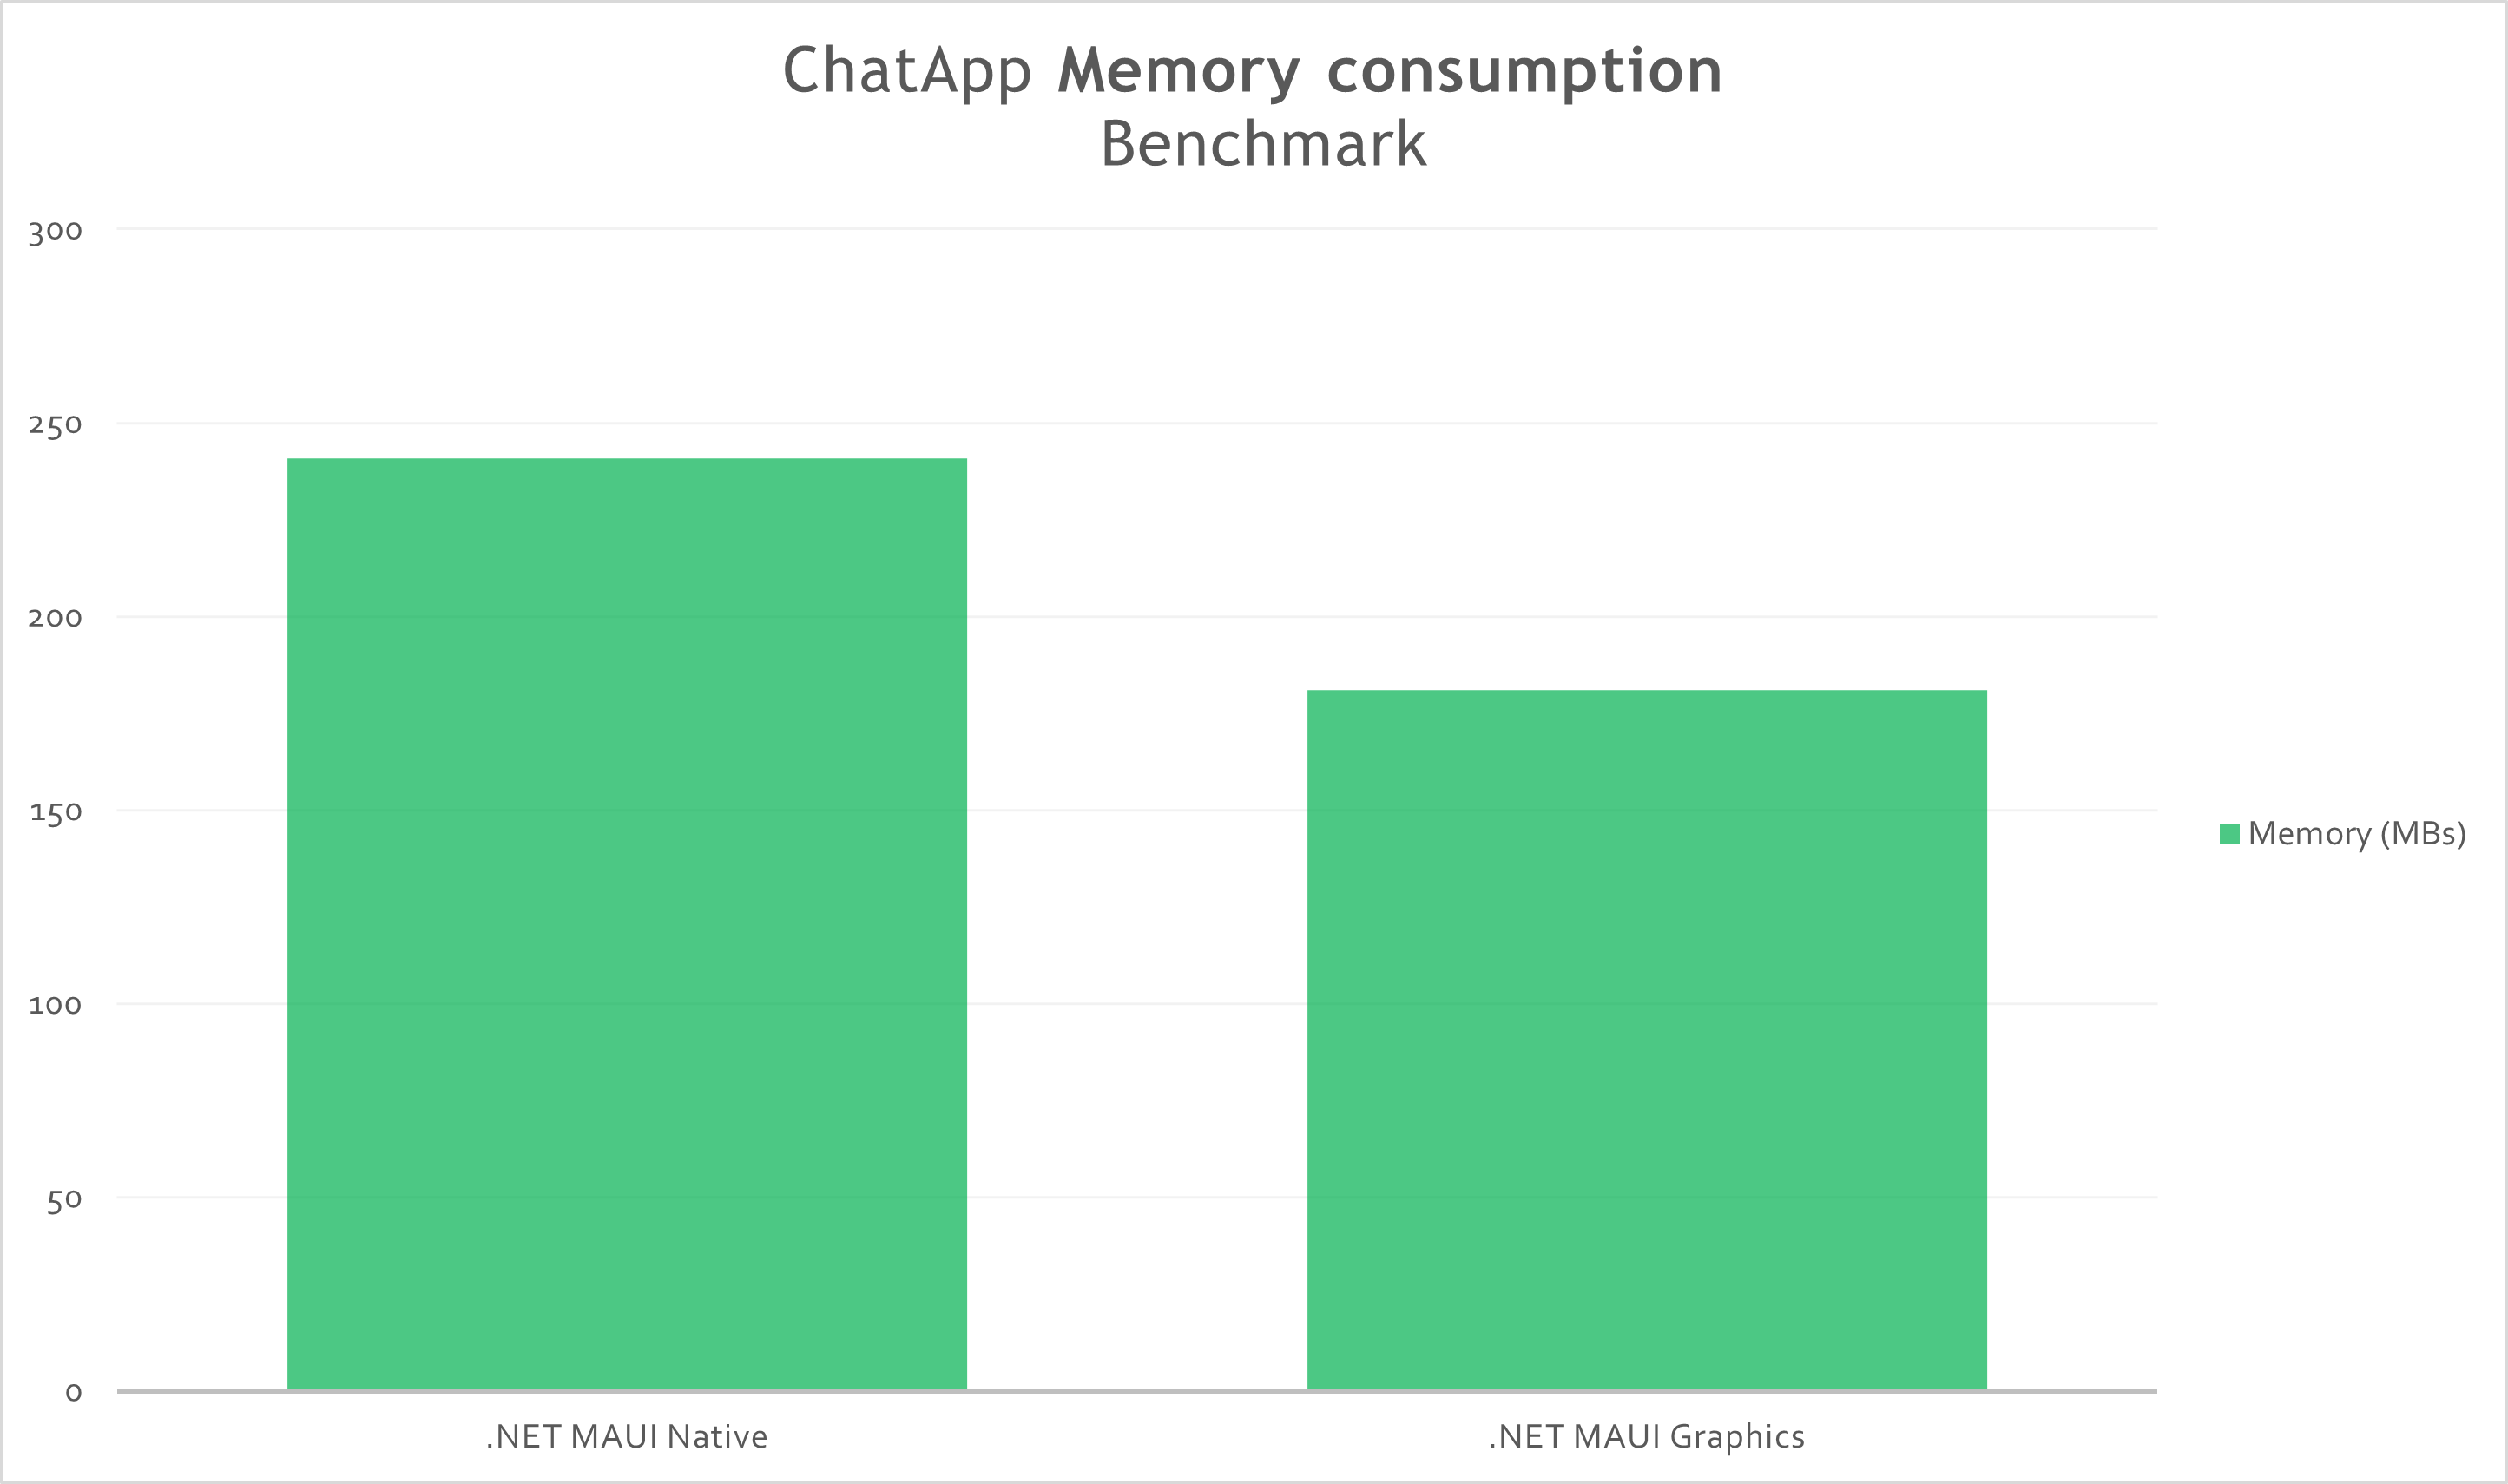 ChatApp Memory consumption
Benchmark
300
250
200
150
100
50
0
.NET MAUI Native
.NET MAUI Graphics
Memory (MBs)